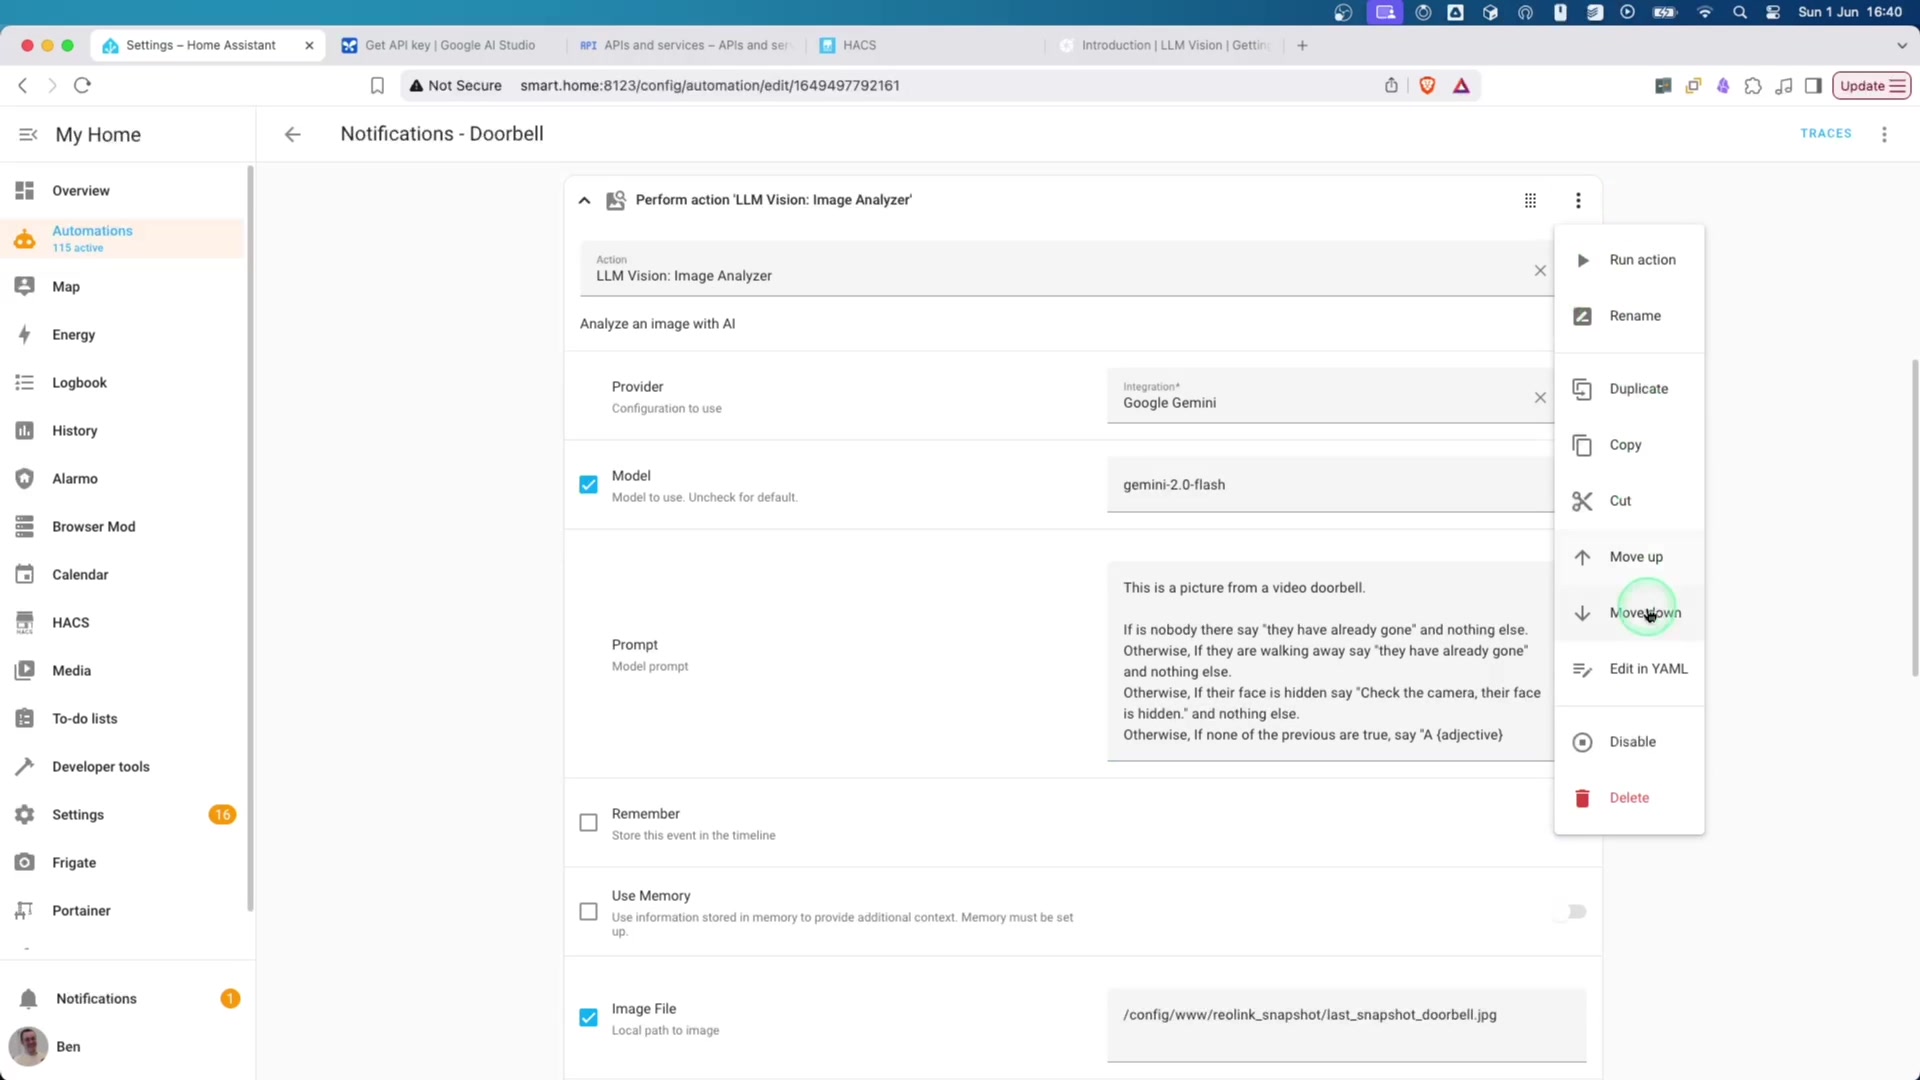 Sun 1 Jun 16:40
Settings – Home Assistant
Get API key | Google AI Studio
API APIs and services – APIs and ser
HACS
Introduction | LLM Vision | Getting
Not Secure smart.home:8123/config/automation/edit/1649497792161
Update
My Home
Notifications - Doorbell
TRACES
Overview
Automations
115 active
Map
Energy
Logbook
History
Alarmo
Browser Mod
Calendar
HACS
HACS
Media
To-do lists
Developer tools
Settings
16
Frigate
Portainer
Notifications
1
Ben
Perform action 'LLM Vision: Image Analyzer'
Action
LLM Vision: Image Analyzer
Analyze an image with AI
Provider
Configuration to use
Integration*
Google Gemini
Model
Model to use. Uncheck for default.
gemini-2.0-flash
Prompt
Model prompt
This is a picture from a video doorbell.
If is nobody there say "they have already gone" and nothing else.
Otherwise, If they are walking away say "they have already gone"
and nothing else.
Otherwise, If their face is hidden say "Check the camera, their face
is hidden." and nothing else.
Otherwise, If none of the previous are true, say "A {adjective}
Remember
Store this event in the timeline
Use Memory
Use information stored in memory to provide additional context. Memory must be set
up.
Image File
Local path to image
/config/www/reolink_snapshot/last_snapshot_doorbell.jpg
Run action
Rename
Duplicate
Copy
Cut
Move up
Move down
Edit in YAML
Disable
Delete